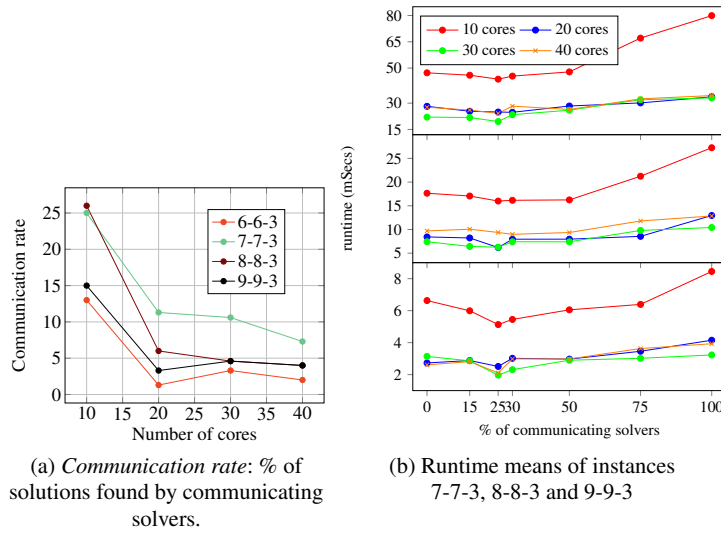 25
20
15
10
5
0
10 15 20 25 30 35 40
Communication rate
Number of cores
6-6-3
7-7-3
8-8-3
9-9-3
(a) Communication rate: % of
solutions found by communicating
solvers.
80
50
30
15
10 cores 20 cores
30 cores 40 cores
25
20
15
10
5
8
6
4
2
0 15 2530 50 75 100
runtime (mSecs)
% of communicating solvers
(b) Runtime means of instances
7-7-3, 8-8-3 and 9-9-3